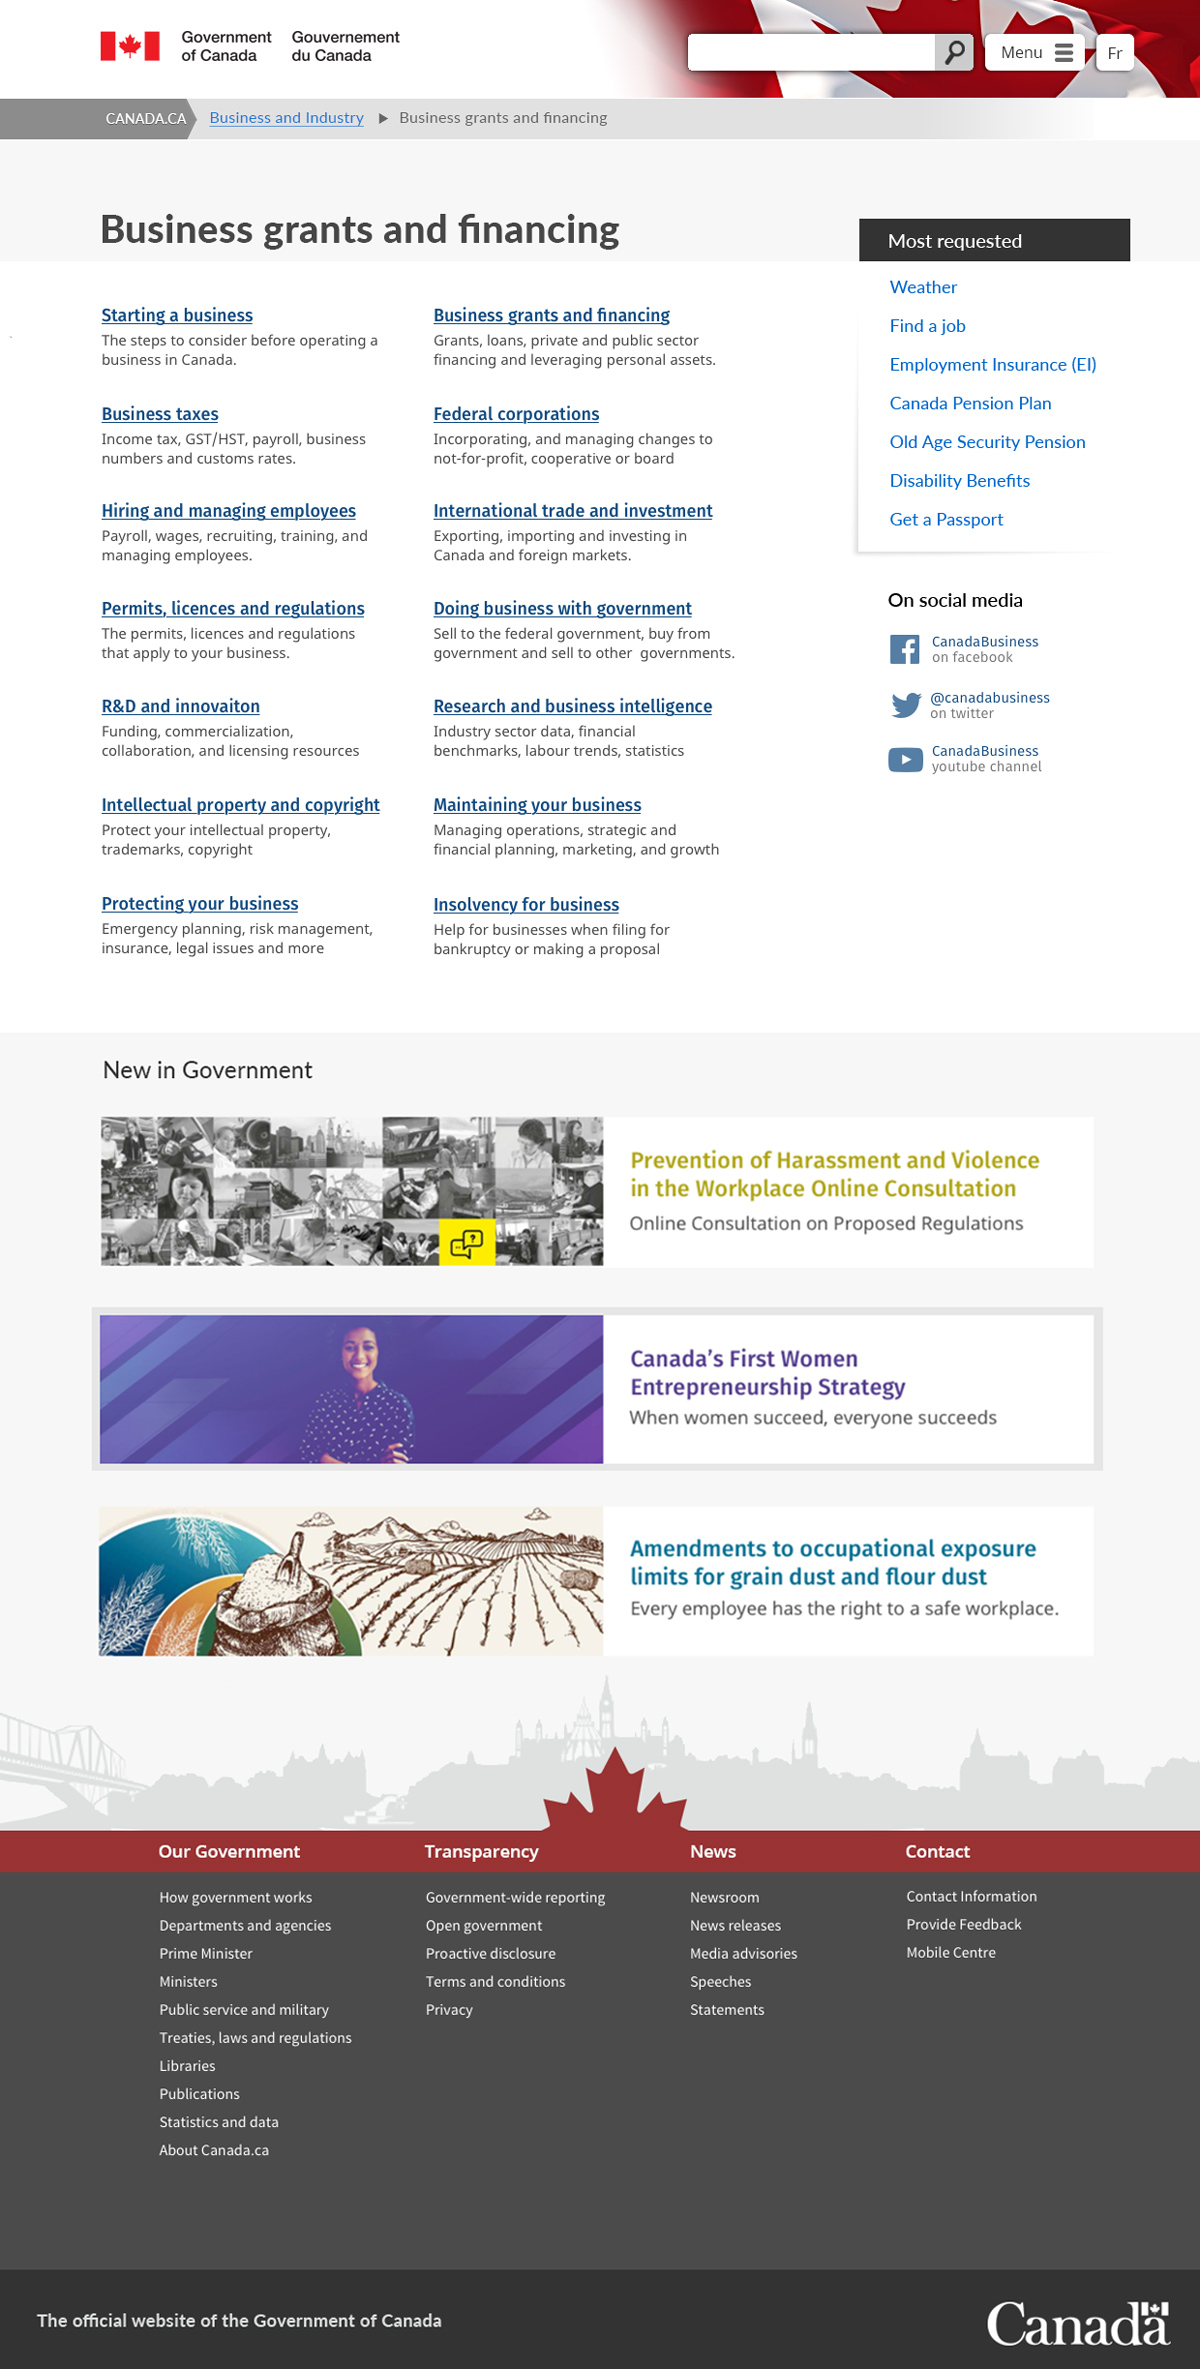 Government
of Canada
Gouvernement
du Canada
Menu
Fr
CANADA.CA
Business and Industry
Business grants and financing
Business grants and financing
Starting a business
The steps to consider before operating a
business in Canada.
Business grants and financing
Grants, loans, private and public sector
financing and leveraging personal assets.
Business taxes
Income tax, GST/HST, payroll, business
numbers and customs rates.
Federal corporations
Incorporating, and managing changes to
not-for-profit, cooperative or board
Hiring and managing employees
Payroll, wages, recruiting, training, and
managing employees.
International trade and investment
Exporting, importing and investing in
Canada and foreign markets.
Permits, licences and regulations
The permits, licences and regulations
that apply to your business.
Doing business with government
Sell to the federal government, buy from
government and sell to other  governments.
R&D and innovaiton
Funding, commercialization,
collaboration, and licensing resources
Research and business intelligence
Industry sector data, financial
benchmarks, labour trends, statistics
Intellectual property and copyright
Protect your intellectual property,
trademarks, copyright
Maintaining your business
Managing operations, strategic and
financial planning, marketing, and growth
Protecting your business
Emergency planning, risk management,
insurance, legal issues and more
Insolvency for business
Help for businesses when filing for
bankruptcy or making a proposal
Most requested
Weather
Find a job
Employment Insurance (EI)
Canada Pension Plan
Old Age Security Pension
Disability Benefits
Get a Passport
On social media
CanadaBusiness
on facebook
@canadabusiness
on twitter
CanadaBusiness
youtube channel
New in Government
Prevention of Harassment and Violence
in the Workplace Online Consultation
Online Consultation on Proposed Regulations
Canada’s First Women
Entrepreneurship Strategy
When women succeed, everyone succeeds
Amendments to occupational exposure
limits for grain dust and flour dust
Every employee has the right to a safe workplace.
Our Government
How government works
Departments and agencies
Prime Minister
Ministers
Public service and military
Treaties, laws and regulations
Libraries
Publications
Statistics and data
About Canada.ca
Transparency
Government-wide reporting
Open government
Proactive disclosure
Terms and conditions
Privacy
News
Newsroom
News releases
Media advisories
Speeches
Statements
Contact
Contact Information
Provide Feedback
Mobile Centre
The official website of the Government of Canada
Canada